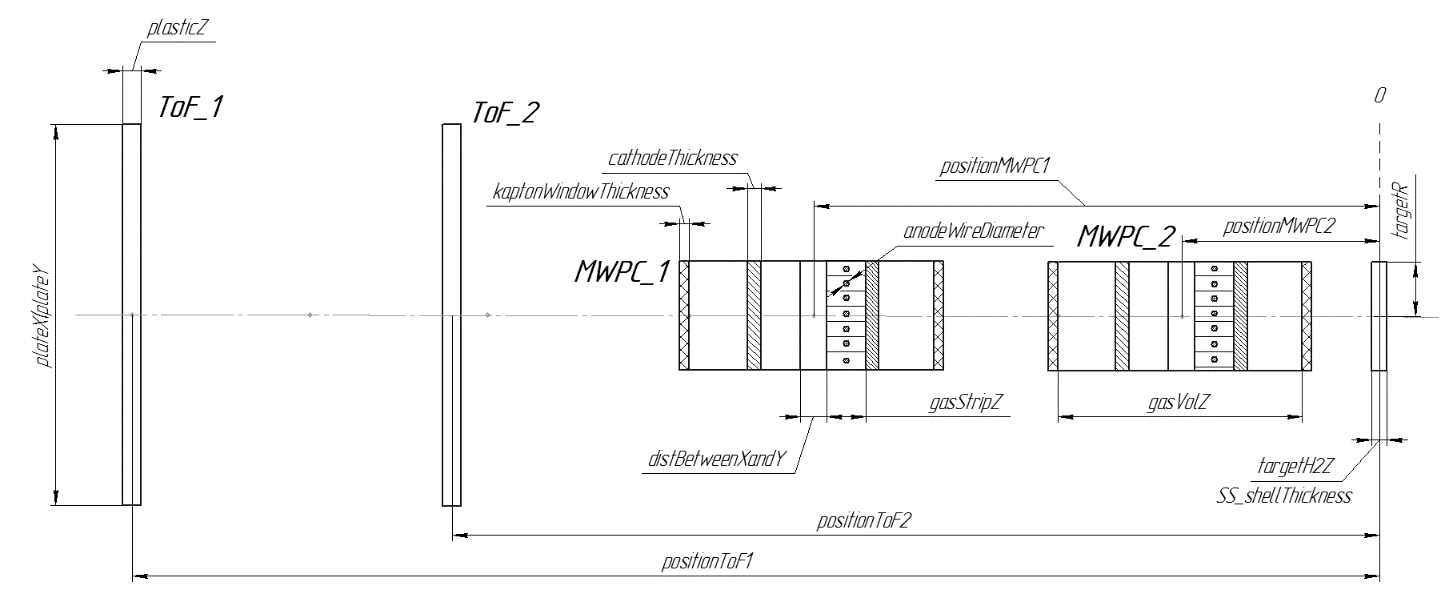 plasticZ
ToF_1
ToF_2
0
cathodeThickness
positionMWPC1
kaptonWindowThickness
targetR
anodeWireDiameter
MWPC_2
positionMWPC2
MWPC_1
plateX|plateY
gasStripZ
gasVolZ
distBetweenXandY
targetH2Z
SS_shellThickness
positionToF2
positionToF1